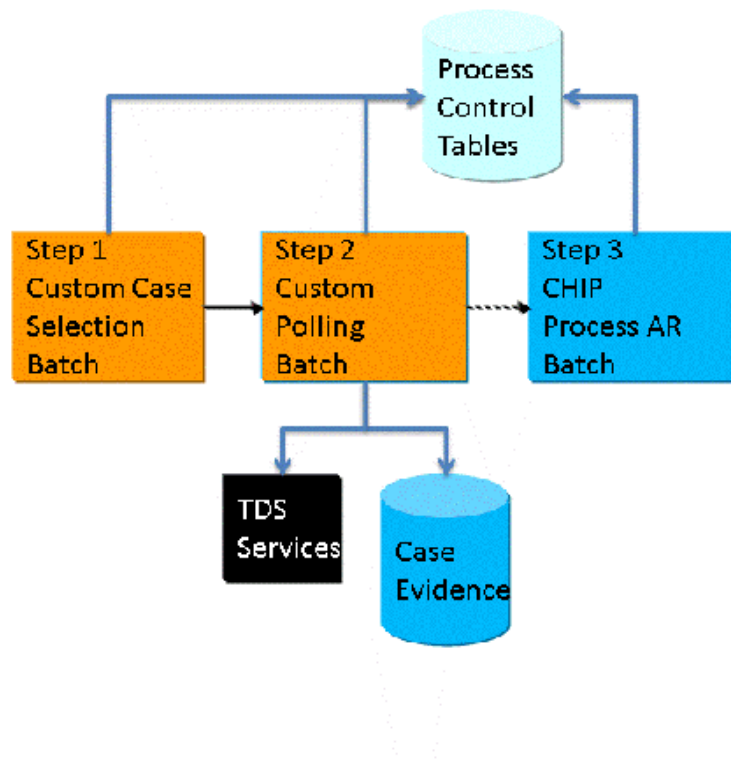 Process
Control
Tables
Step 1
Custom Case
Selection
Batch
Step 2
Custom
Polling
Batch
Step 3
CHIP
Process AR
Batch
TDS
Services
Case
Evidence